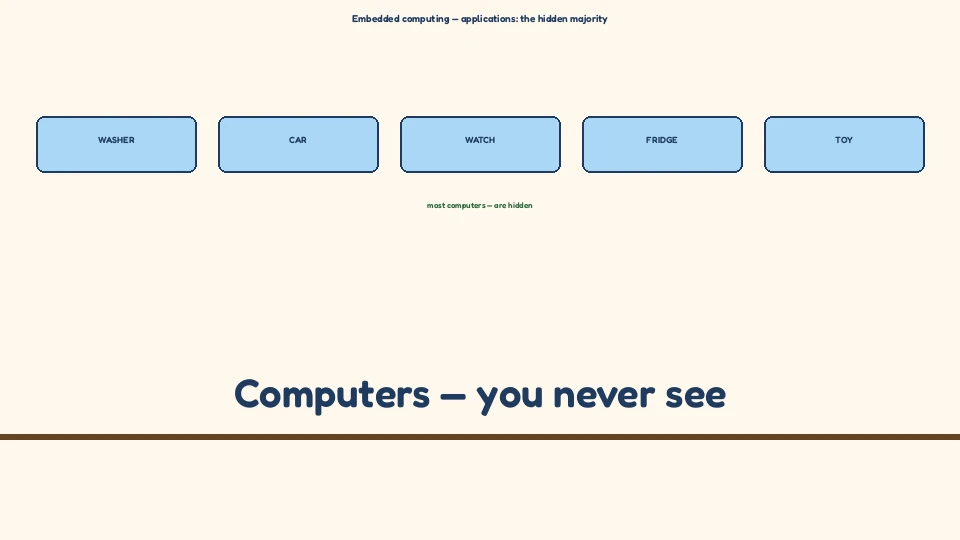 Embedded computing — applications: the hidden majority
WASHER
CAR
WATCH
FRIDGE
TOY
most computers — are hidden
Computers — you never see